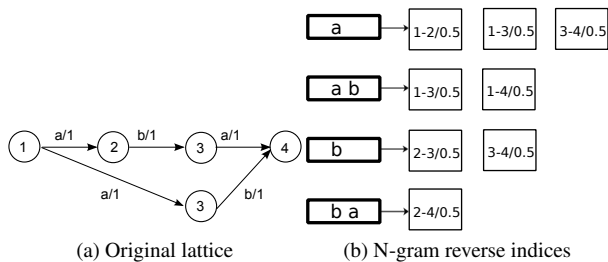 a/1
b/1
a/1
1
2
3
4
a/1
3
b/1
(a) Original lattice
a 1-2/0.5 1-3/0.5 3-4/0.5
a b 1-3/0.5 1-4/0.5
b 2-3/0.5 3-4/0.5
b a 2-4/0.5
(b) N-gram reverse indices